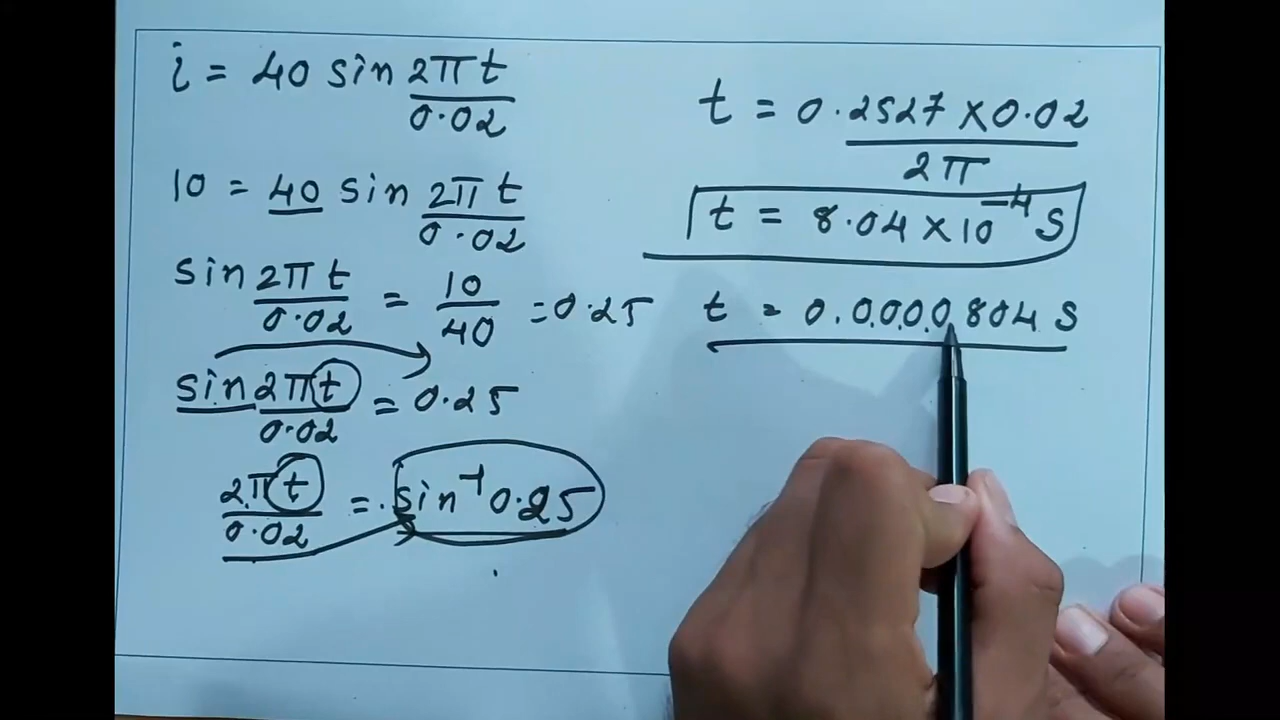 i = 40 sin 2πt/0.02
10 = 40 sin 2πt/0.02
sin 2πt/0.02 = 10/40 = 0.25
sin 2πt/0.02 = 0.25
2πt/0.02 = sin⁻¹ 0.25
t = 0.2527 × 0.02/2π
t = 8.04 × 10⁻⁴ S
t = 0.0000804 S